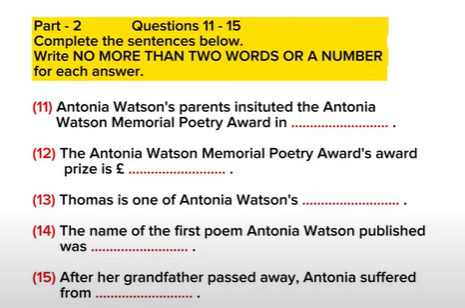 Part - 2 Questions 11 - 15
Complete the sentences below.
Write NO MORE THAN TWO WORDS OR A NUMBER
for each answer.
(11) Antonia Watson's parents insituted the Antonia
Watson Memorial Poetry Award in .......................... .
(12) The Antonia Watson Memorial Poetry Award's award
prize is £ .......................... .
(13) Thomas is one of Antonia Watson's .......................... .
(14) The name of the first poem Antonia Watson published
was .......................... .
(15) After her grandfather passed away, Antonia suffered
from .......................... .